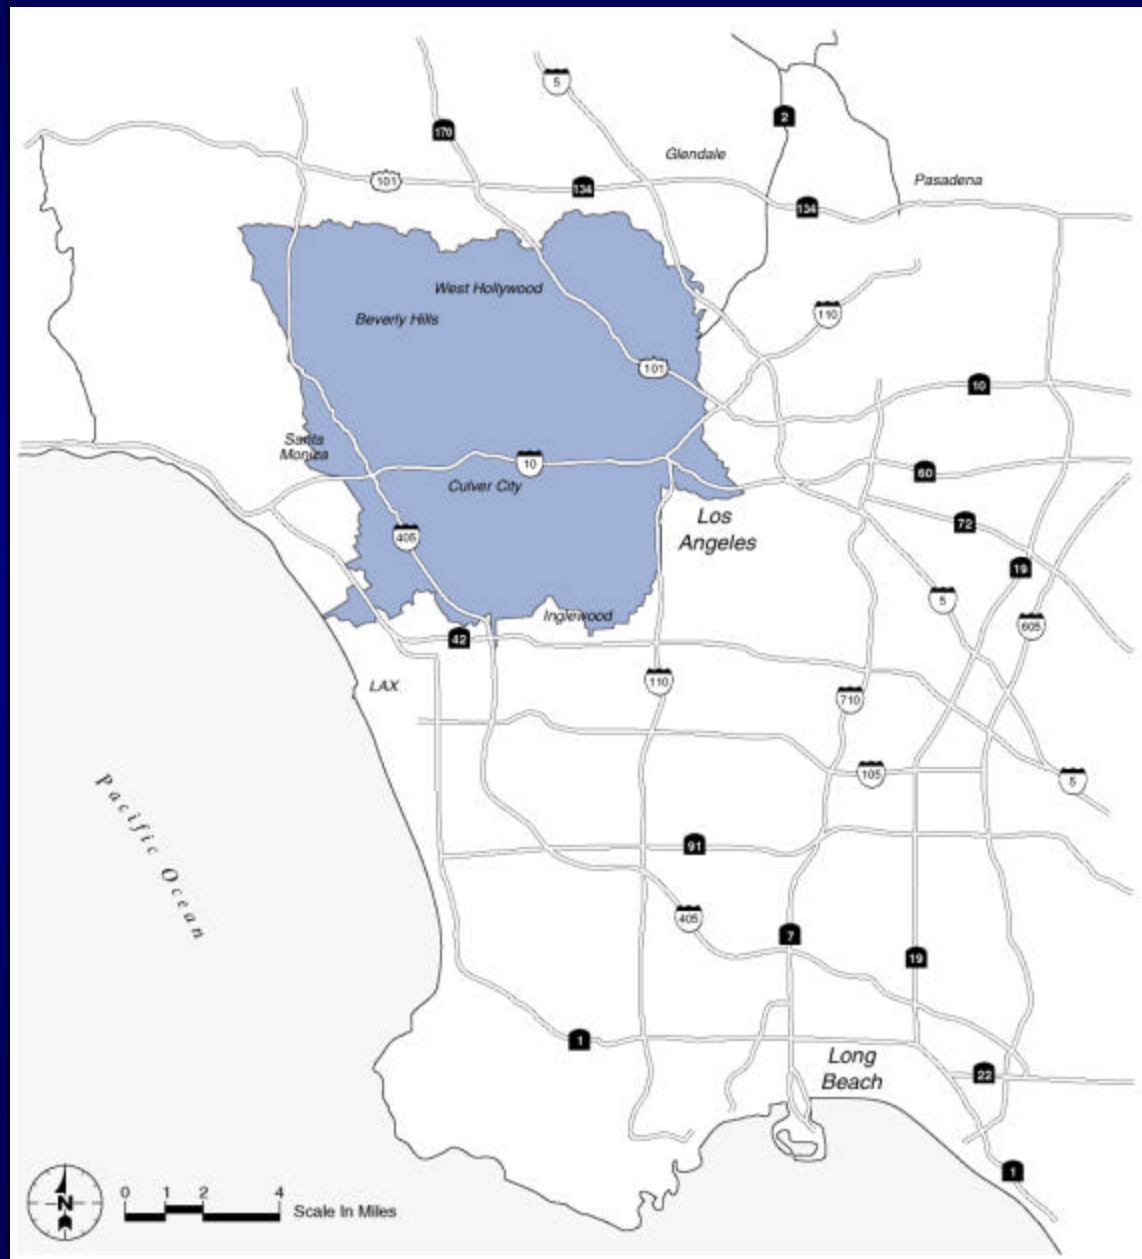 5
2
170
Glendale
Pasadena
101
134
134
West Hollywood
Beverly Hills
110
101
10
Santa
Monica
10
60
Culver City
Los
Angeles
72
405
19
5
605
Inglewood
42
LAX
110
710
105
5
Pacific Ocean
91
405
7
19
1
Long
Beach
22
1
N
0 1 2 4
Scale In Miles